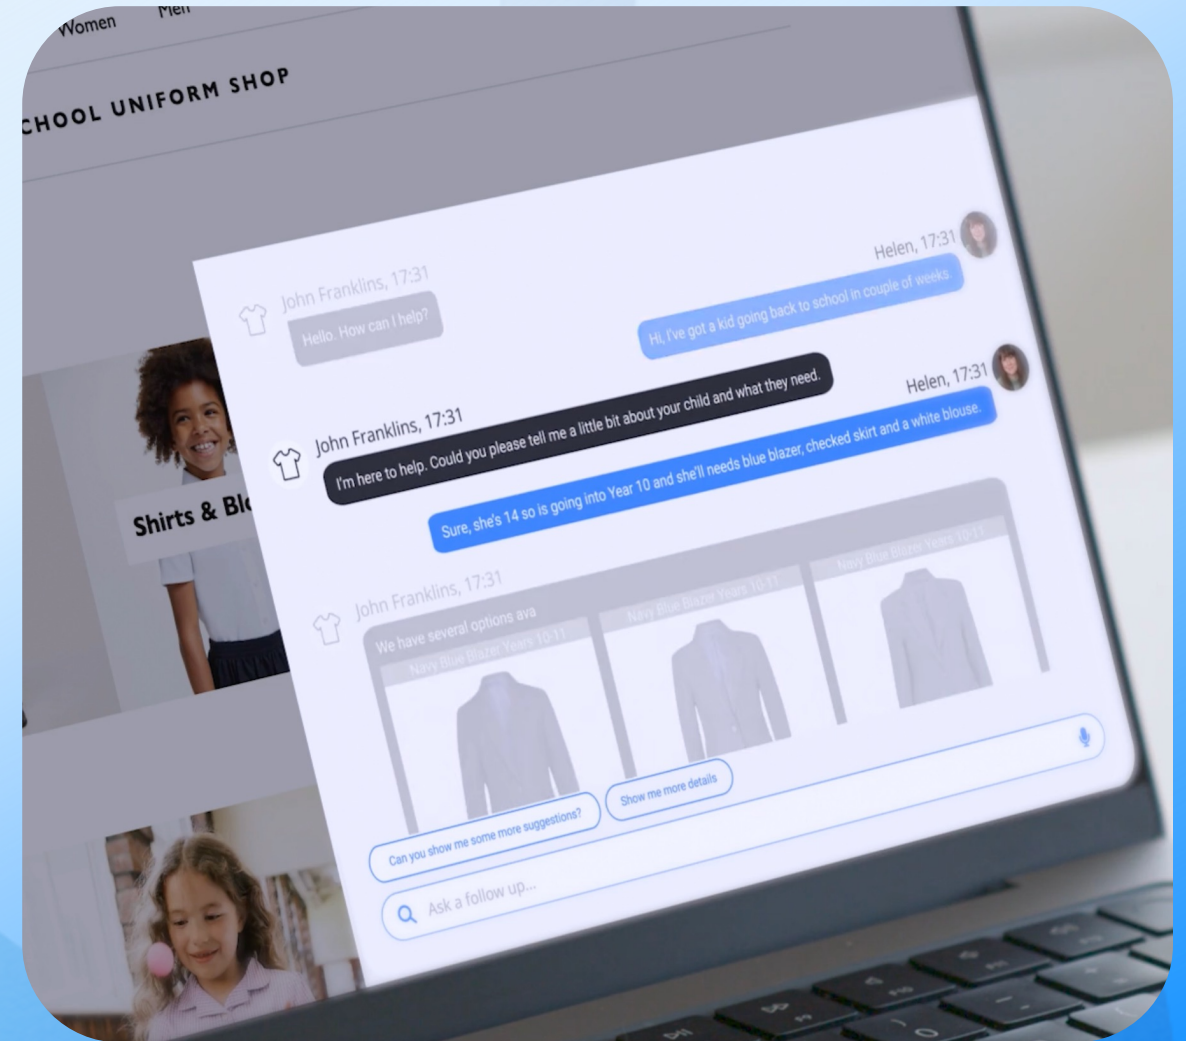 Women
Men
CHOOL UNIFORM SHOP
Helen, 17:31
Hi, I've got a kid going back to school in couple of weeks.
John Franklins, 17:31
Hello. How can I help?
John Franklins, 17:31
I'm here to help. Could you please tell me a little bit about your child and what they need.
Helen, 17:31
Sure, she's 14 so is going into Year 10 and she'll needs blue blazer, checked skirt and a white blouse.
Shirts & Blo
John Franklins, 17:31
We have several options ava
Navy Blue Blazer Years 10-11
Navy Blue Blazer Years 10-11
Navy Blue Blazer Years 10-11
Can you show me some more suggestions?
Show me more details
Ask a follow up...
F9
F10
F11